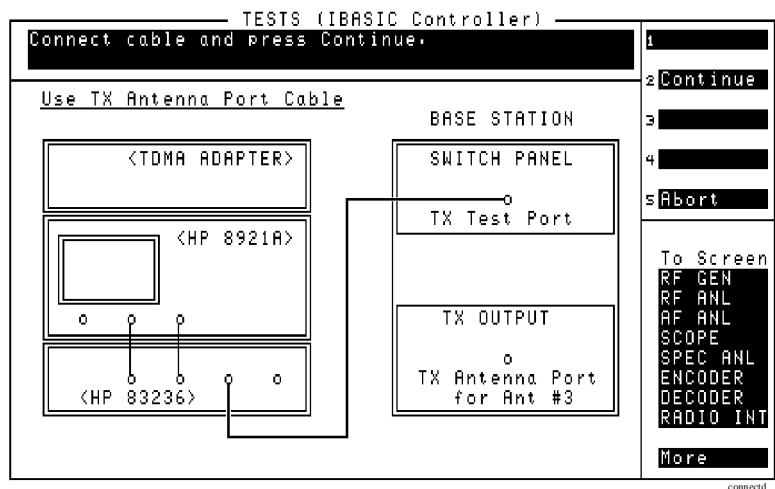 TESTS (IBASIC Controller)
Connect cable and press Continue.
Use TX Antenna Port Cable
BASE STATION
<TDMA ADAPTER>
SWITCH PANEL
TX Test Port
<HP 8921A>
TX OUTPUT
TX Antenna Port
for Ant #3
<HP 83236>
1
2 Continue
3
4
5 Abort
To Screen
RF GEN
RF ANL
AF ANL
SCOPE
SPEC ANL
ENCODER
DECODER
RADIO INT
More
connectd